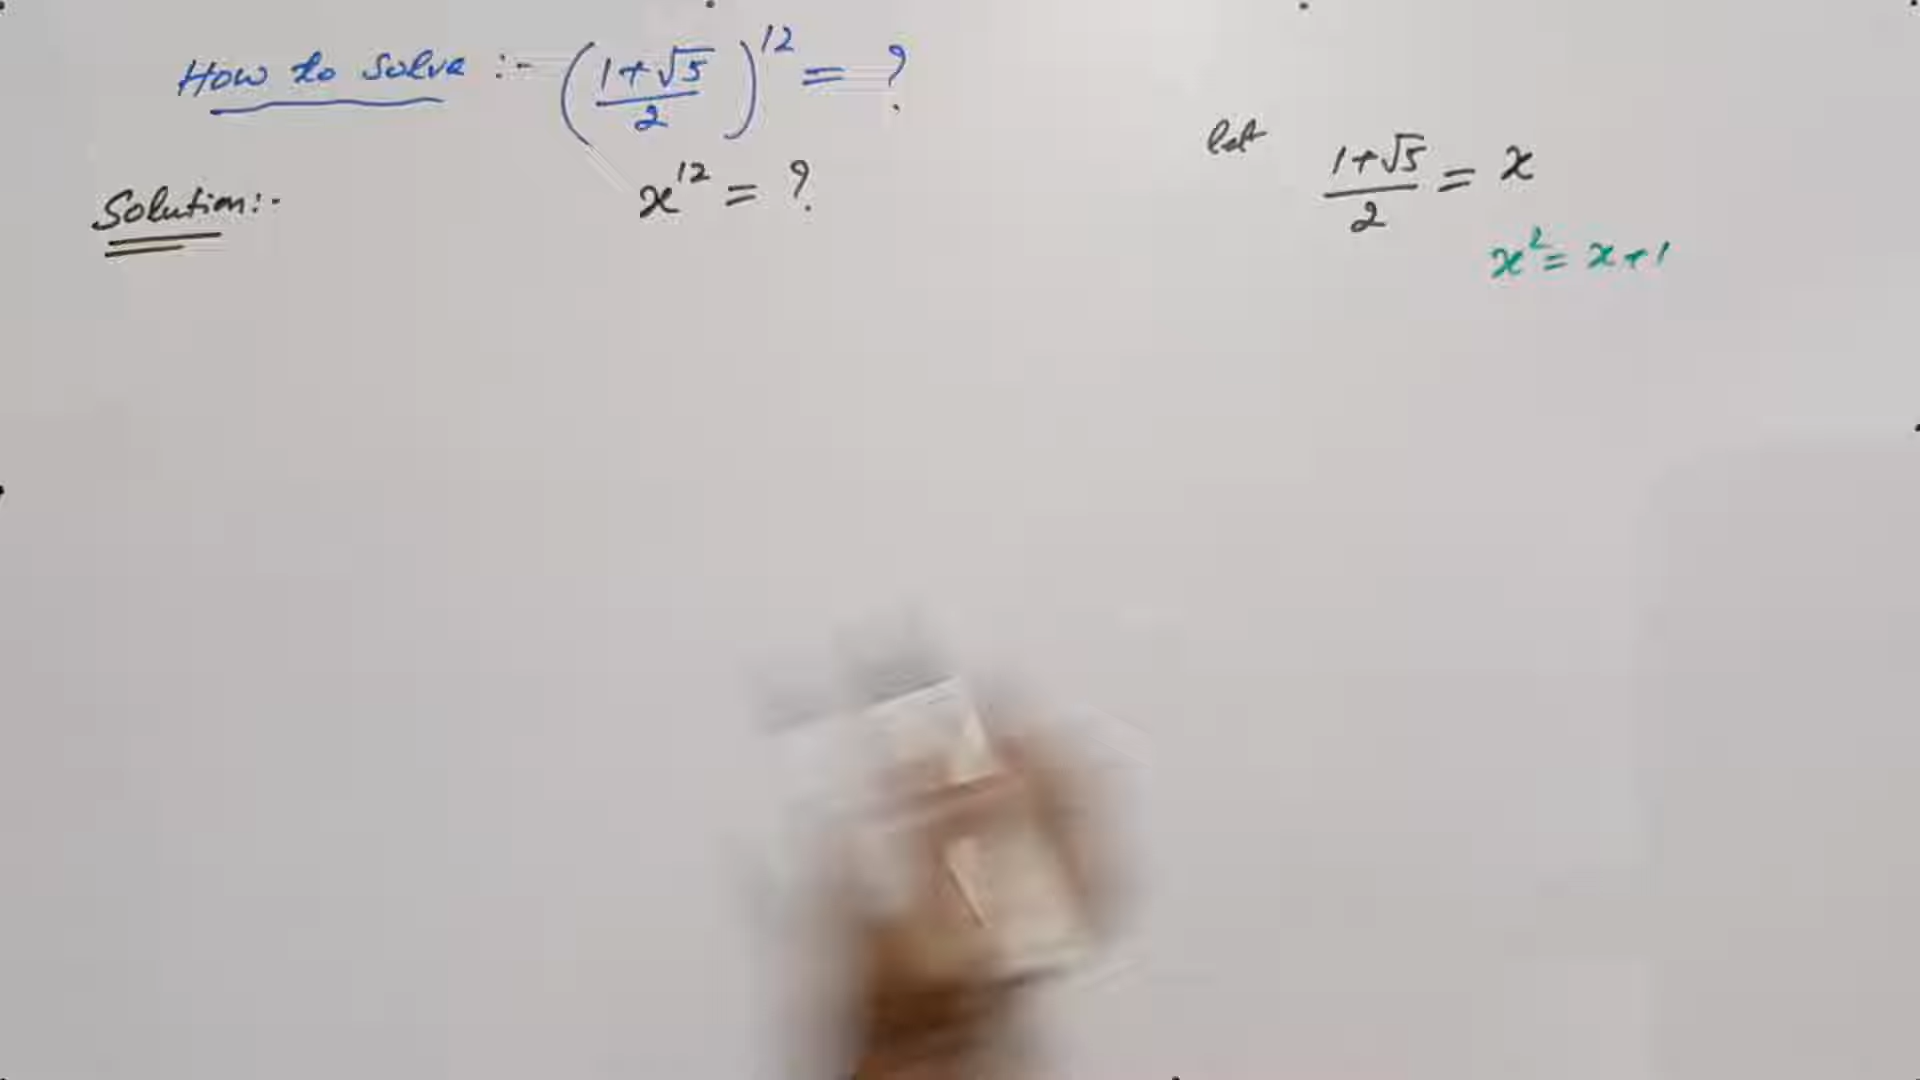 How to solve :- (1+√5/2)^12 = ?
x^12 = ?
Solution:-
let 1+√5/2 = x
x^2 = x+1